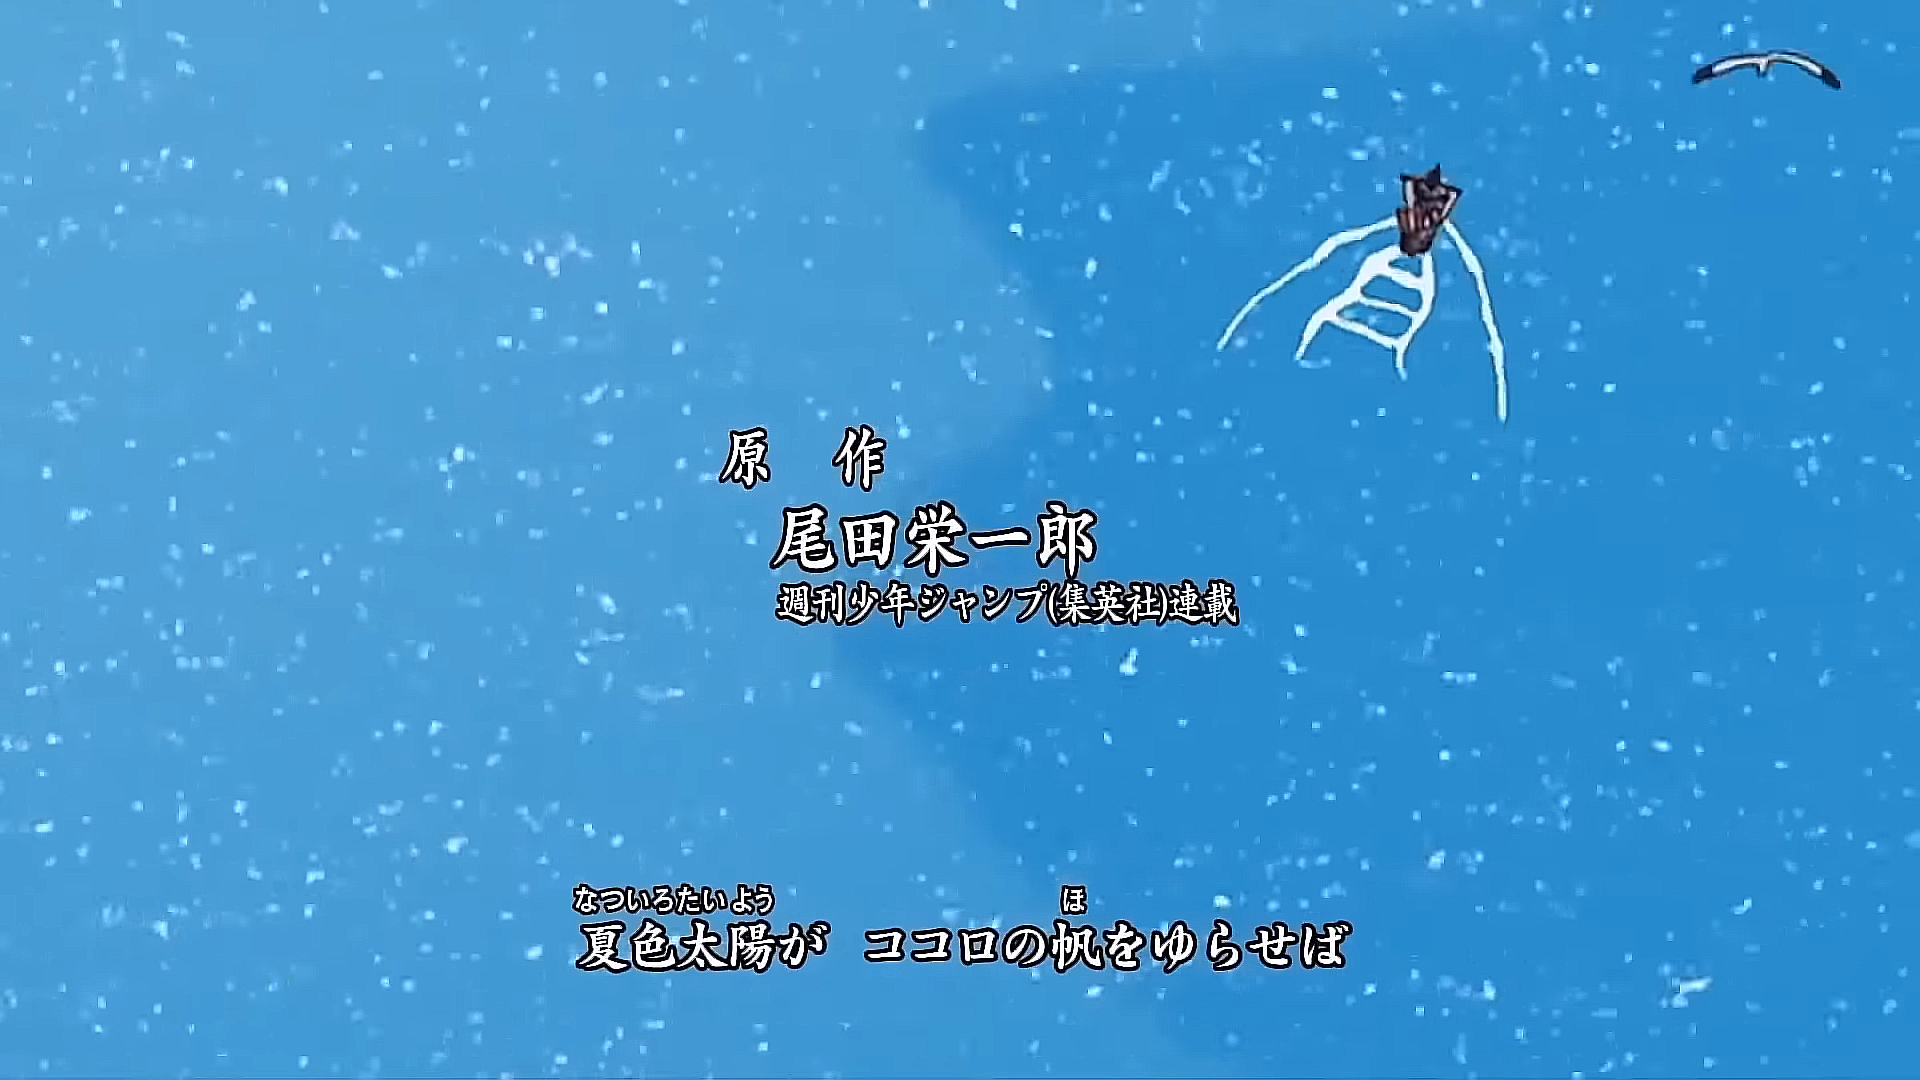 原　作
尾田栄一郎
週刊少年ジャンプ(集英社)連載
なついろたいよう　ほ
夏色太陽が　ココロの帆をゆらせば